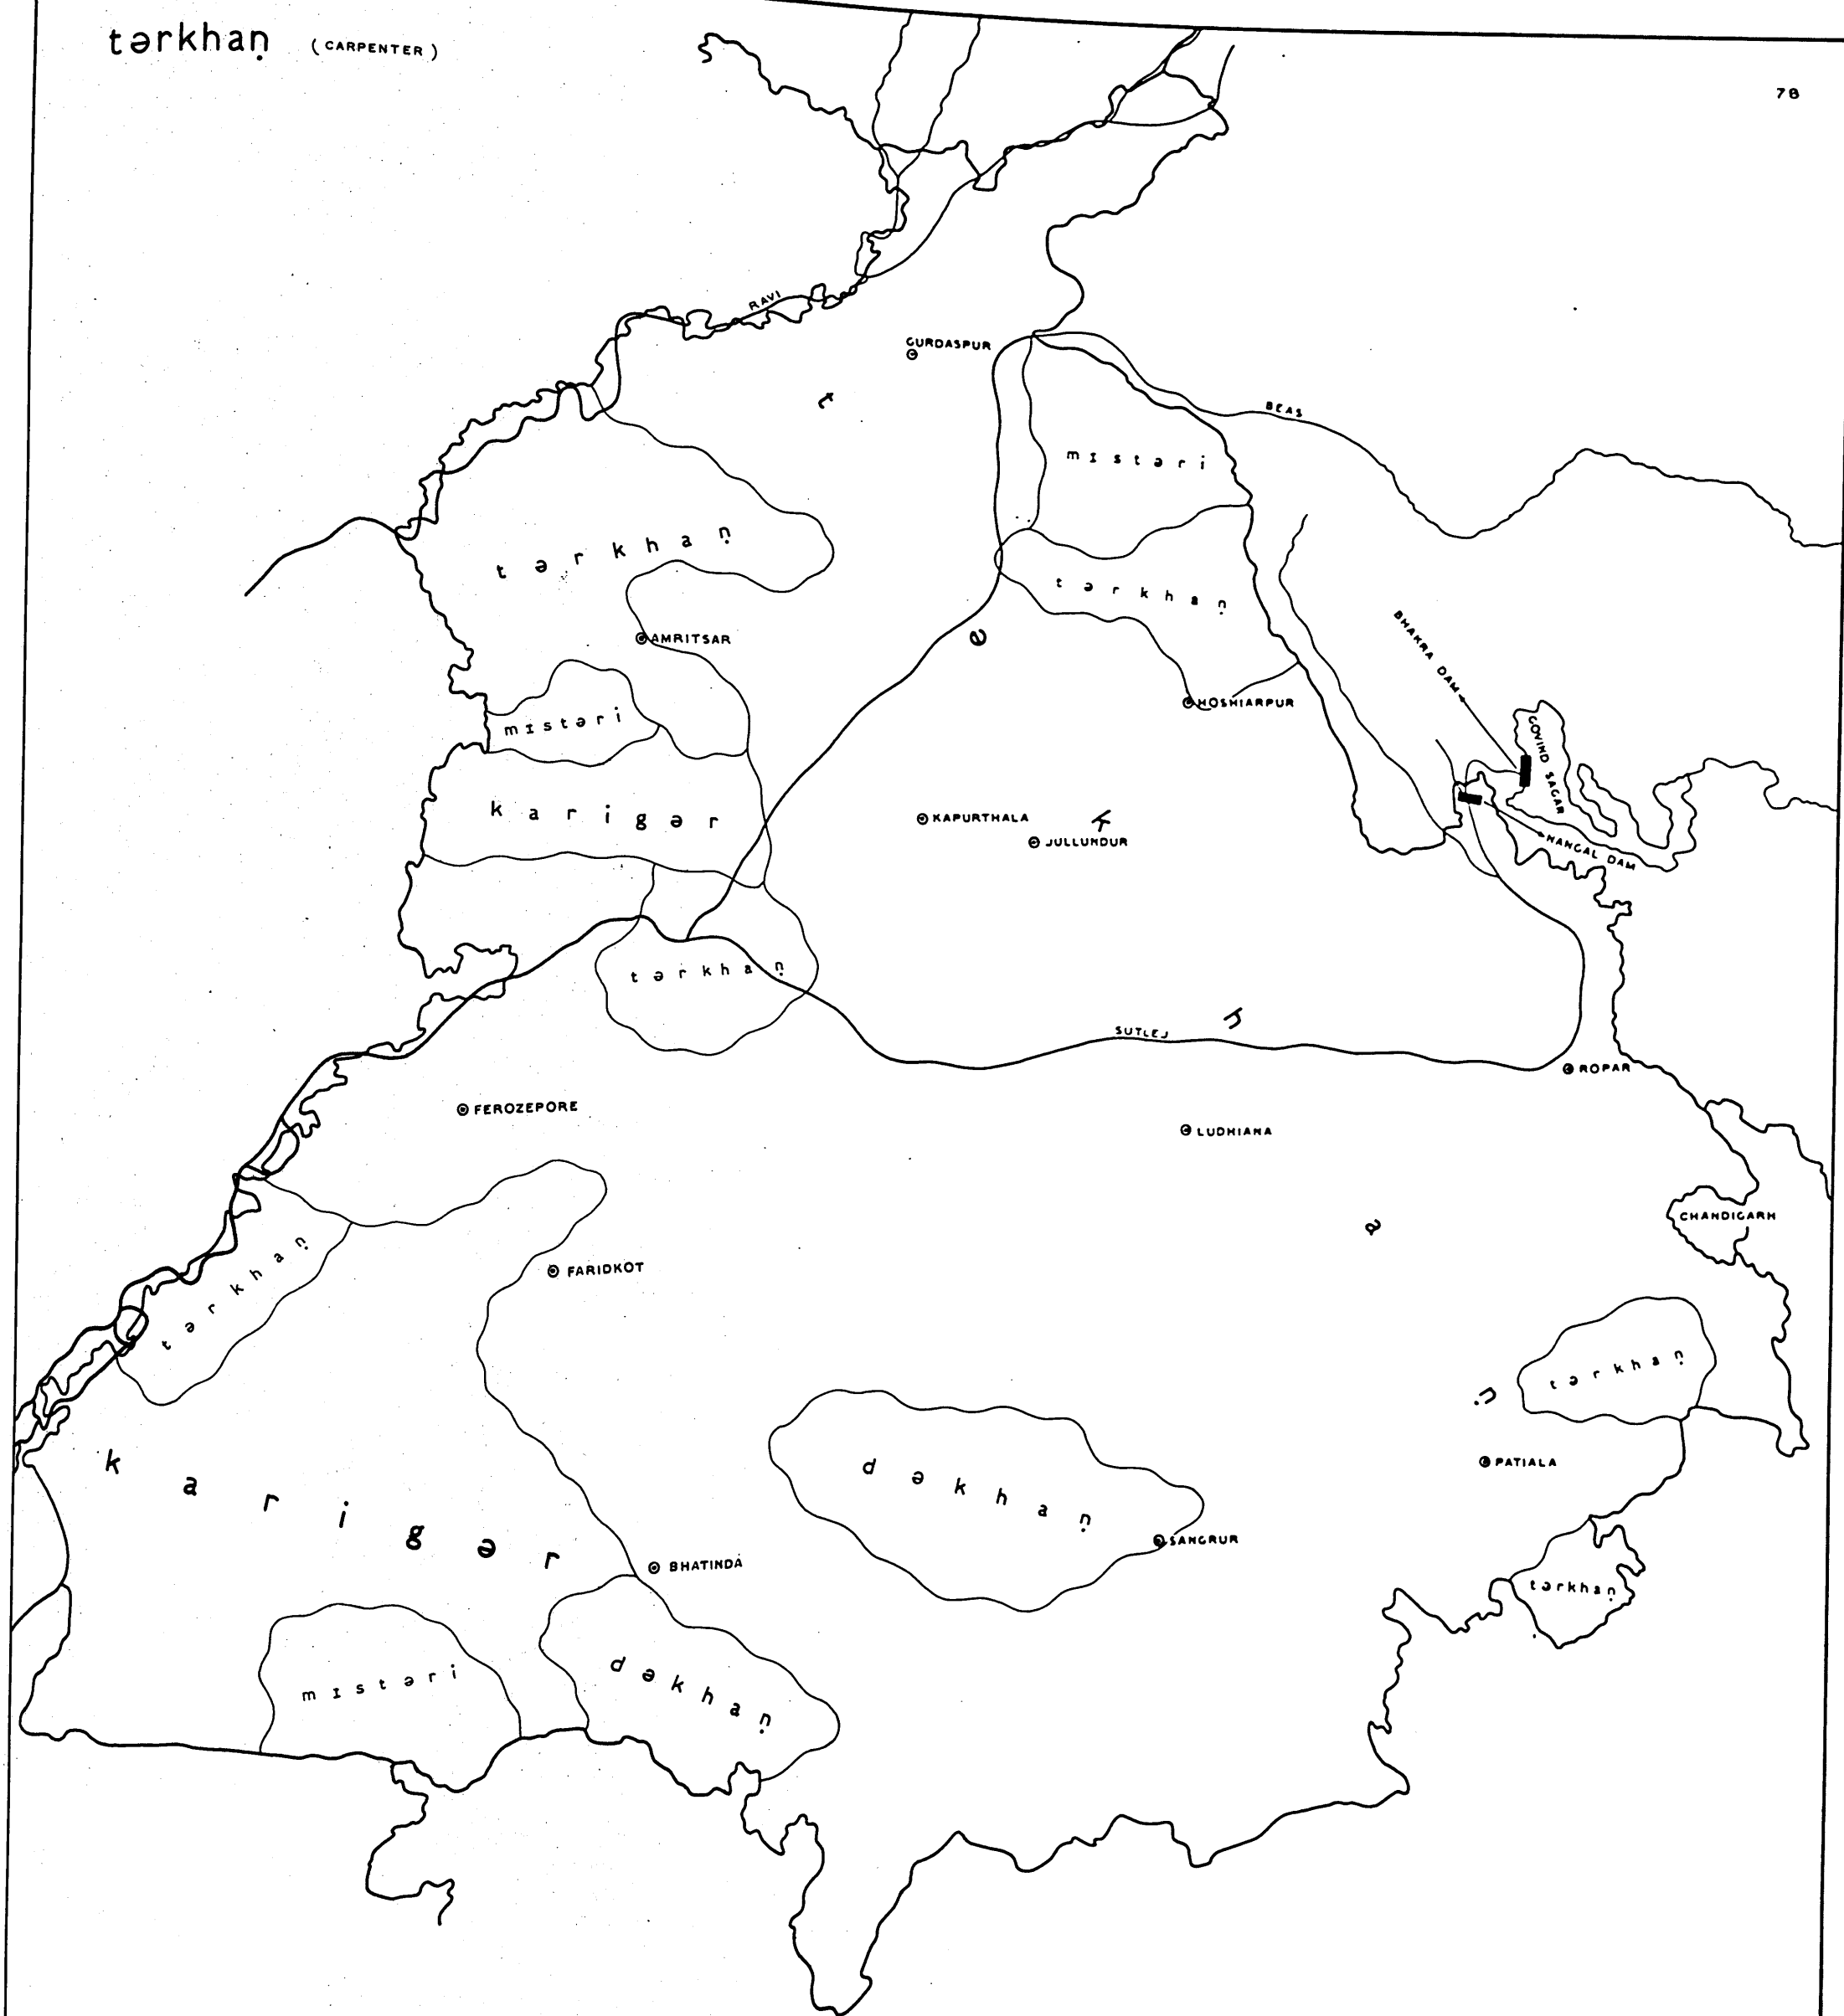 tərkhaṇ (CARPENTER)
78
RAVI
GURDASPUR
BEAS
mɪstəri
tərkhaṇ
tərkhaṇ
AMRITSAR
BHAKRA DAM
HOSHIARPUR
mɪstəri
GOVIND SAGAR
karigər
KAPURTHALA
JULLUNDUR
NANGAL DAM
təkhaṇ
tərkhaṇ
SUTLEJ
ROPAR
FEROZEPORE
LUDHIANA
CHANDIGARH
tərkhaṇ
FARIDKOT
tərkhaṇ
karigər
dəkhaṇ
PATIALA
SANGRUR
BHATINDA
tərkhaṇ
mɪstəri
dəkhaṇ